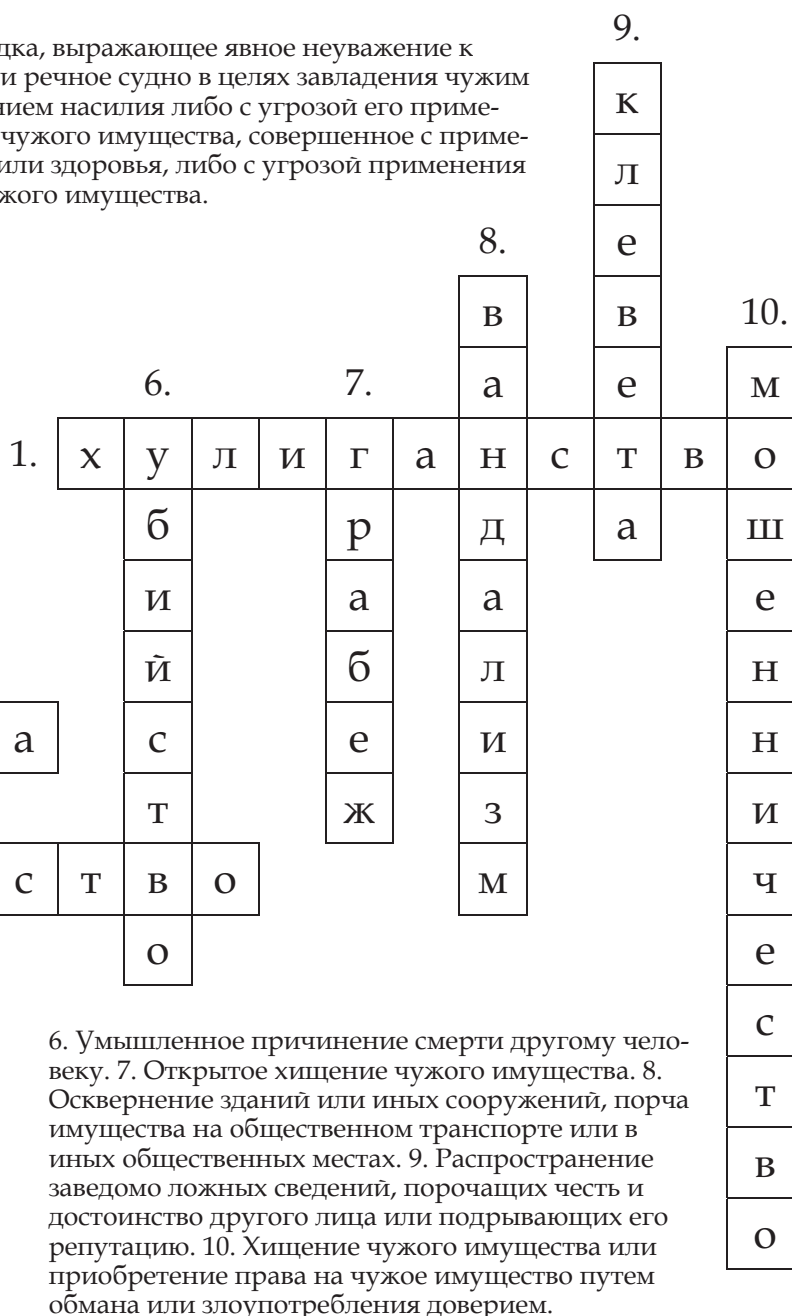 9.
дка, выражающее явное неуважение к
и речное судно в целях завладения чужим
нием насилия либо с угрозой его приме-
чужого имущества, совершенное с приме-
или здоровья, либо с угрозой применения
жого имущества.
к
л
е
8.
в
в
10.
6.
7.
а
е
м
1. х у л и г а н с т в о
б
р
д
а
ш
и
а
а
е
й
б
л
н
а
с
е
и
н
т
ж
з
и
с т в о
м
ч
о
е
с
т
в
о
6. Умышленное причинение смерти другому чело-
веку. 7. Открытое хищение чужого имущества. 8.
Осквернение зданий или иных сооружений, порча
имущества на общественном транспорте или в
иных общественных местах. 9. Распространение
заведомо ложных сведений, порочащих честь и
достоинство другого лица или подрывающих его
репутацию. 10. Хищение чужого имущества или
приобретение права на чужое имущество путем
обмана или злоупотребления доверием.